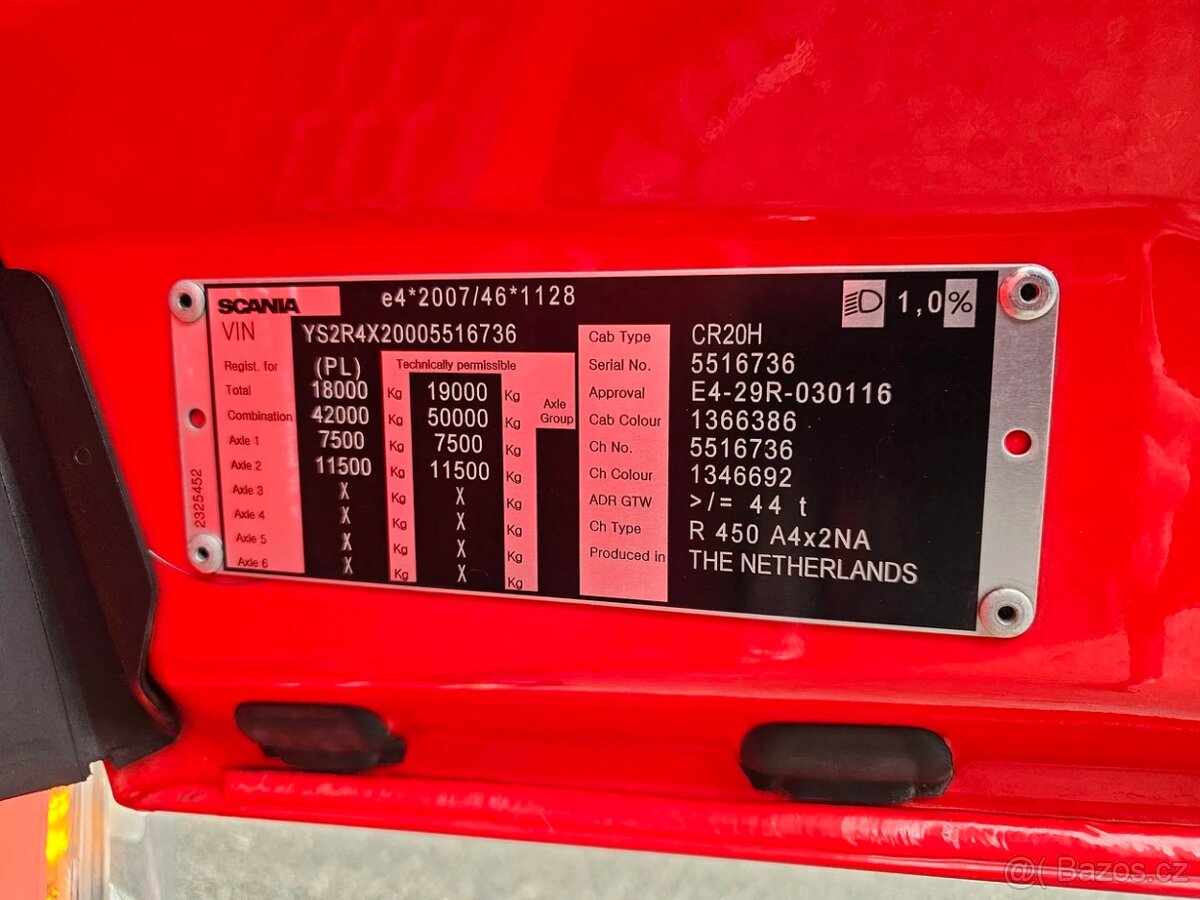 SCANIA e4*2007/46*1128 1,0%
VIN YS2R4X20005516736
Regist. for (PL) Technically permissible
Total 18000 Kg 19000 Kg
Combination 42000 Kg 50000 Kg Axle Group
Axle 1 7500 Kg 7500 Kg
Axle 2 11500 Kg 11500 Kg
Axle 3 X Kg X Kg
Axle 4 X Kg X Kg
Axle 5 X Kg X Kg
Axle 6 X Kg X Kg
2325452
Cab Type CR20H
Serial No. 5516736
Approval E4-29R-030116
Cab Colour 1366386
Ch No. 5516736
Ch Colour 1346692
ADR GTW >/= 44 t
Ch Type R 450 A4x2NA
Produced in THE NETHERLANDS
@( Bazos.cz